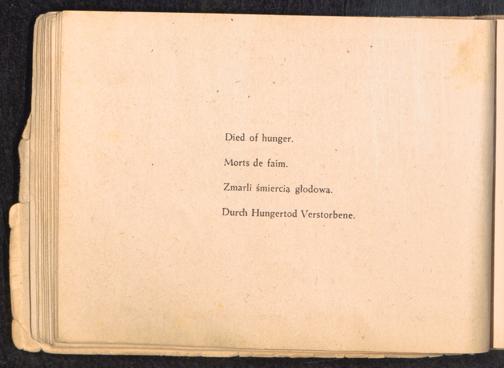 Died of hunger.
Morts de faim.
Zmarli śmiercią głodowa.
Durch Hungertod Verstorbene.